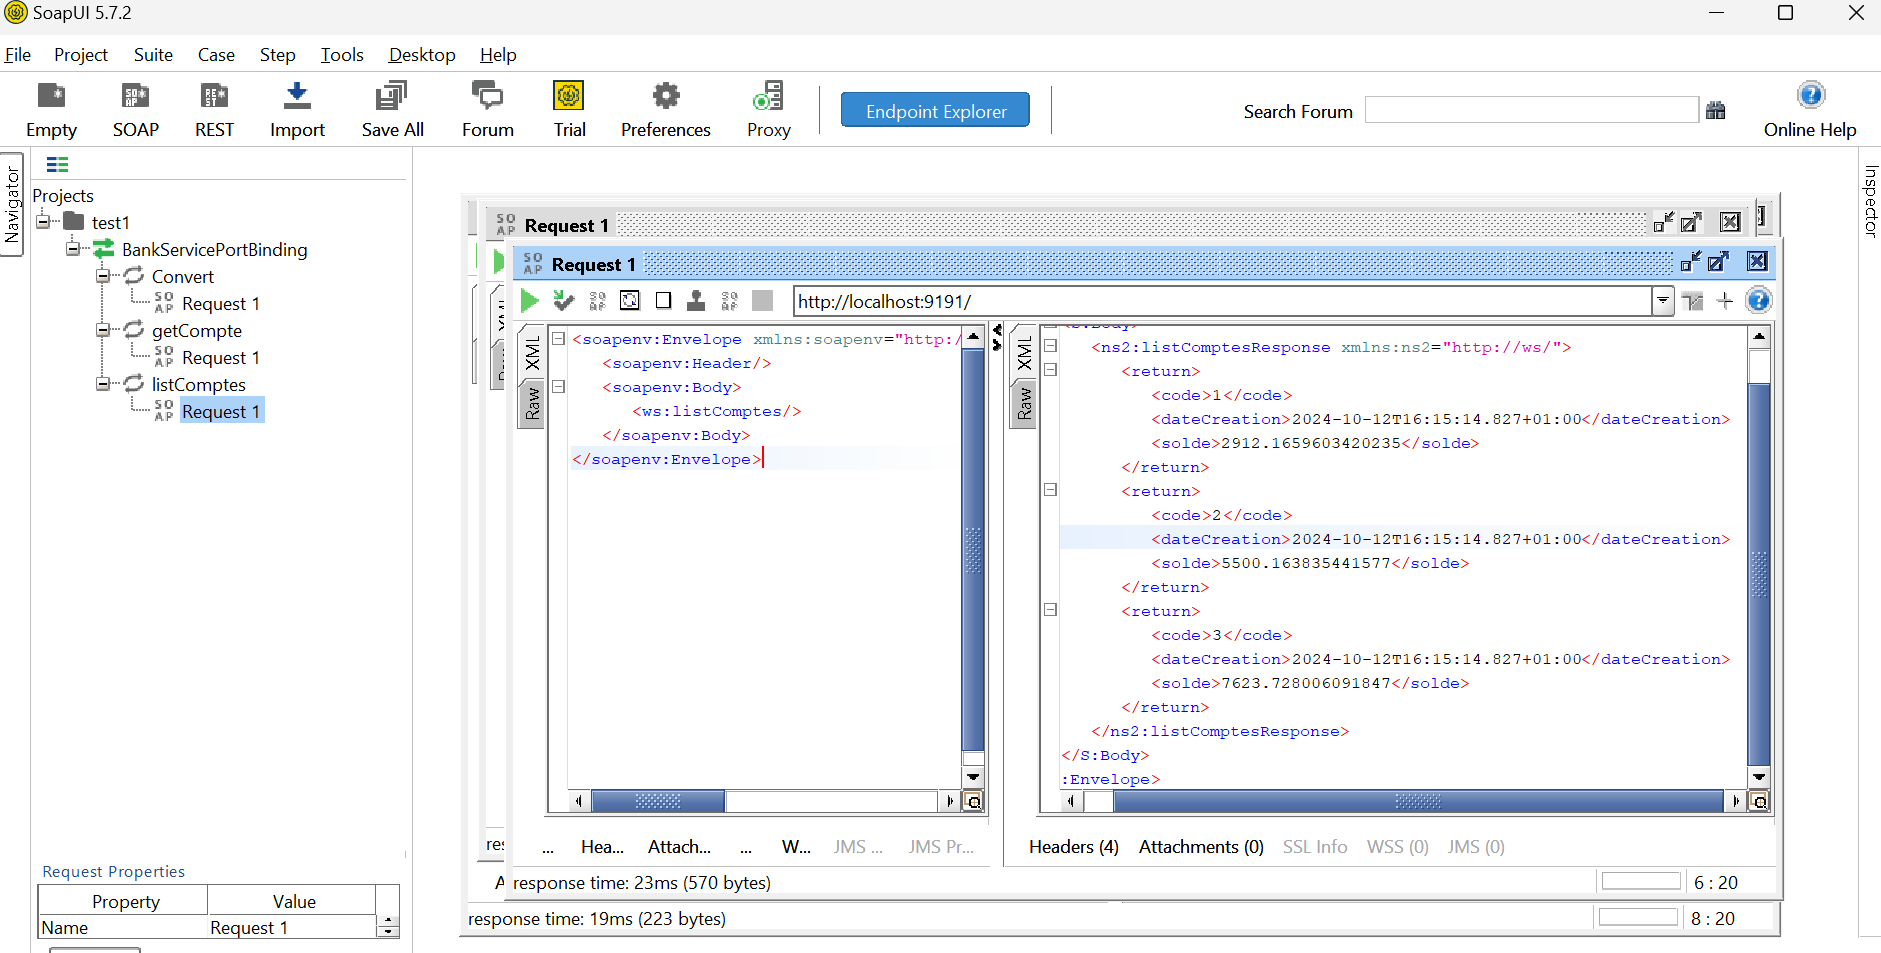 SoapUI 5.7.2
File Project Suite Case Step Tools Desktop Help
Empty SOAP REST Import Save All Forum Trial Preferences Proxy
Endpoint Explorer
Search Forum
Online Help
Navigator
Inspector
Projects
test1
BankServicePortBinding
Convert
SOAP Request 1
getCompte
SOAP Request 1
listComptes
SOAP Request 1
Request Properties
Property Value
Name Request 1
SOAP Request 1
SOAP Request 1
http://localhost:9191/
XML
Raw
<soapenv:Envelope xmlns:soapenv="http:/
<soapenv:Header/>
<soapenv:Body>
<ws:listComptes/>
</soapenv:Body>
</soapenv:Envelope>
XML
Raw
<S:Body>
<ns2:listComptesResponse xmlns:ns2="http://ws/">
<return>
<code>1</code>
<dateCreation>2024-10-12T16:15:14.827+01:00</dateCreation>
<solde>2912.1659603420235</solde>
</return>
<return>
<code>2</code>
<dateCreation>2024-10-12T16:15:14.827+01:00</dateCreation>
<solde>5500.163835441577</solde>
</return>
<return>
<code>3</code>
<dateCreation>2024-10-12T16:15:14.827+01:00</dateCreation>
<solde>7623.728006091847</solde>
</return>
</ns2:listComptesResponse>
</S:Body>
:Envelope>
... Hea... Attach... ... W... JMS ... JMS Pr...
Headers (4) Attachments (0) SSL Info WSS (0) JMS (0)
response time: 23ms (570 bytes)
6 : 20
response time: 19ms (223 bytes)
8 : 20